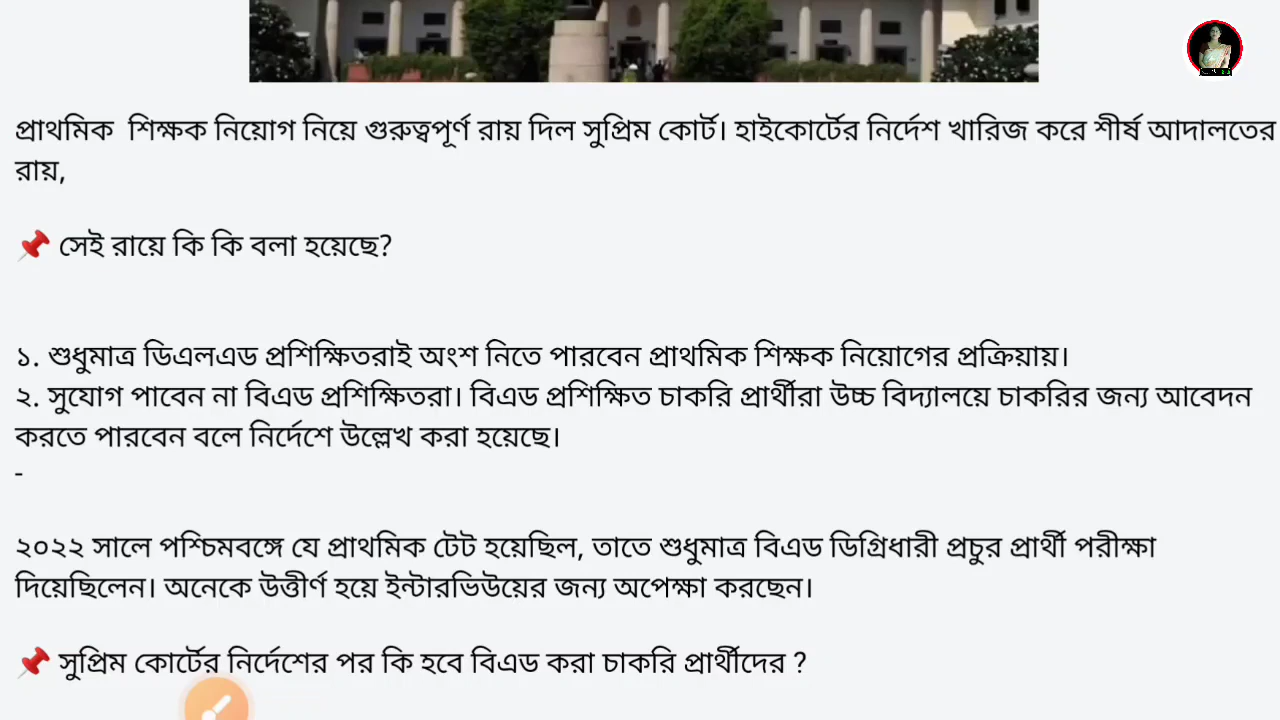 প্রাথমিক শিক্ষক নিয়োগ নিয়ে গুরুত্বপূর্ণ রায় দিল সুপ্রিম কোর্ট। হাইকোর্টের নির্দেশ খারিজ করে শীর্ষ আদালতের
রায়,
📌 সেই রায়ে কি কি বলা হয়েছে?
১. শুধুমাত্র ডিএলএড প্রশিক্ষিতরাই অংশ নিতে পারবেন প্রাথমিক শিক্ষক নিয়োগের প্রক্রিয়ায়।
২. সুযোগ পাবেন না বিএড প্রশিক্ষিতরা। বিএড প্রশিক্ষিত চাকরি প্রার্থীরা উচ্চ বিদ্যালয়ে চাকরির জন্য আবেদন
করতে পারবেন বলে নির্দেশে উল্লেখ করা হয়েছে।
-
২০২২ সালে পশ্চিমবঙ্গে যে প্রাথমিক টেট হয়েছিল, তাতে শুধুমাত্র বিএড ডিগ্রিধারী প্রচুর প্রার্থী পরীক্ষা
দিয়েছিলেন। অনেকে উত্তীর্ণ হয়ে ইন্টারভিউয়ের জন্য অপেক্ষা করছেন।
📌 সুপ্রিম কোর্টের নির্দেশের পর কি হবে বিএড করা চাকরি প্রার্থীদের ?